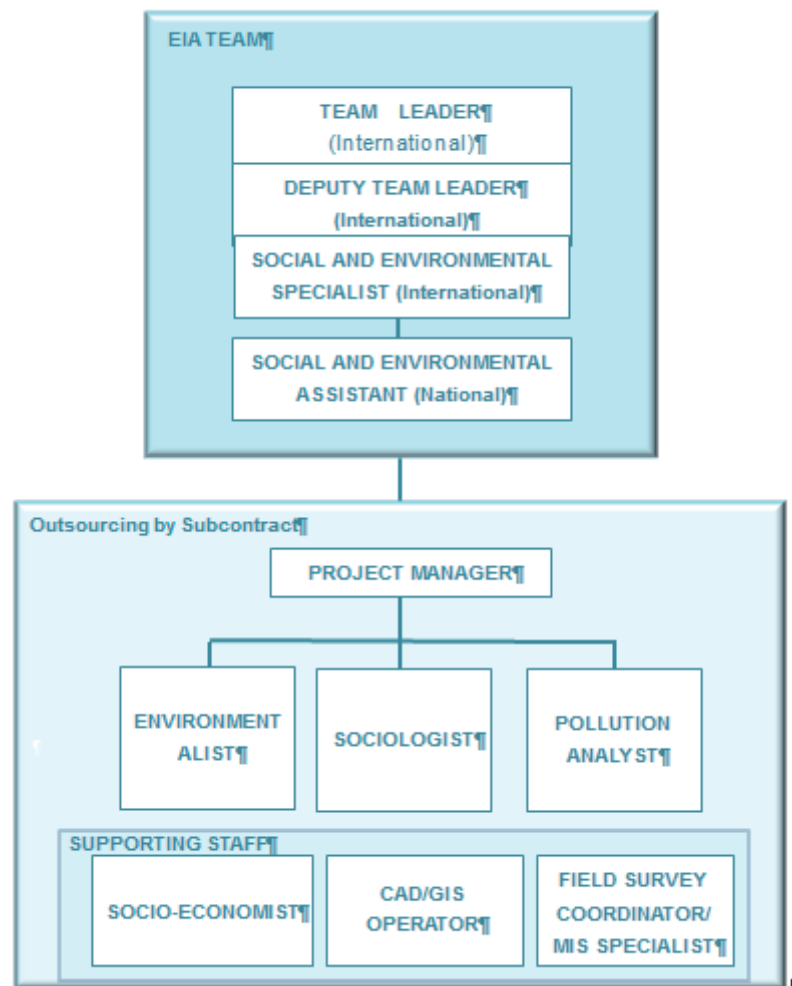 EIA TEAM¶
TEAM LEADER¶
(International)¶
DEPUTY TEAM LEADER¶
(International)¶
SOCIAL AND ENVIRONMENTAL
SPECIALIST (International)¶
SOCIAL AND ENVIRONMENTAL
ASSISTANT (National)¶
Outsourcing by Subcontract¶
PROJECT MANAGER¶
ENVIRONMENT
ALIST¶
SOCIOLOGIST¶
POLLUTION
ANALYST¶
¶
SUPPORTING STAFF¶
SOCIO-ECONOMIST¶
CAD/GIS
OPERATOR¶
FIELD SURVEY
COORDINATOR/
MIS SPECIALIST¶